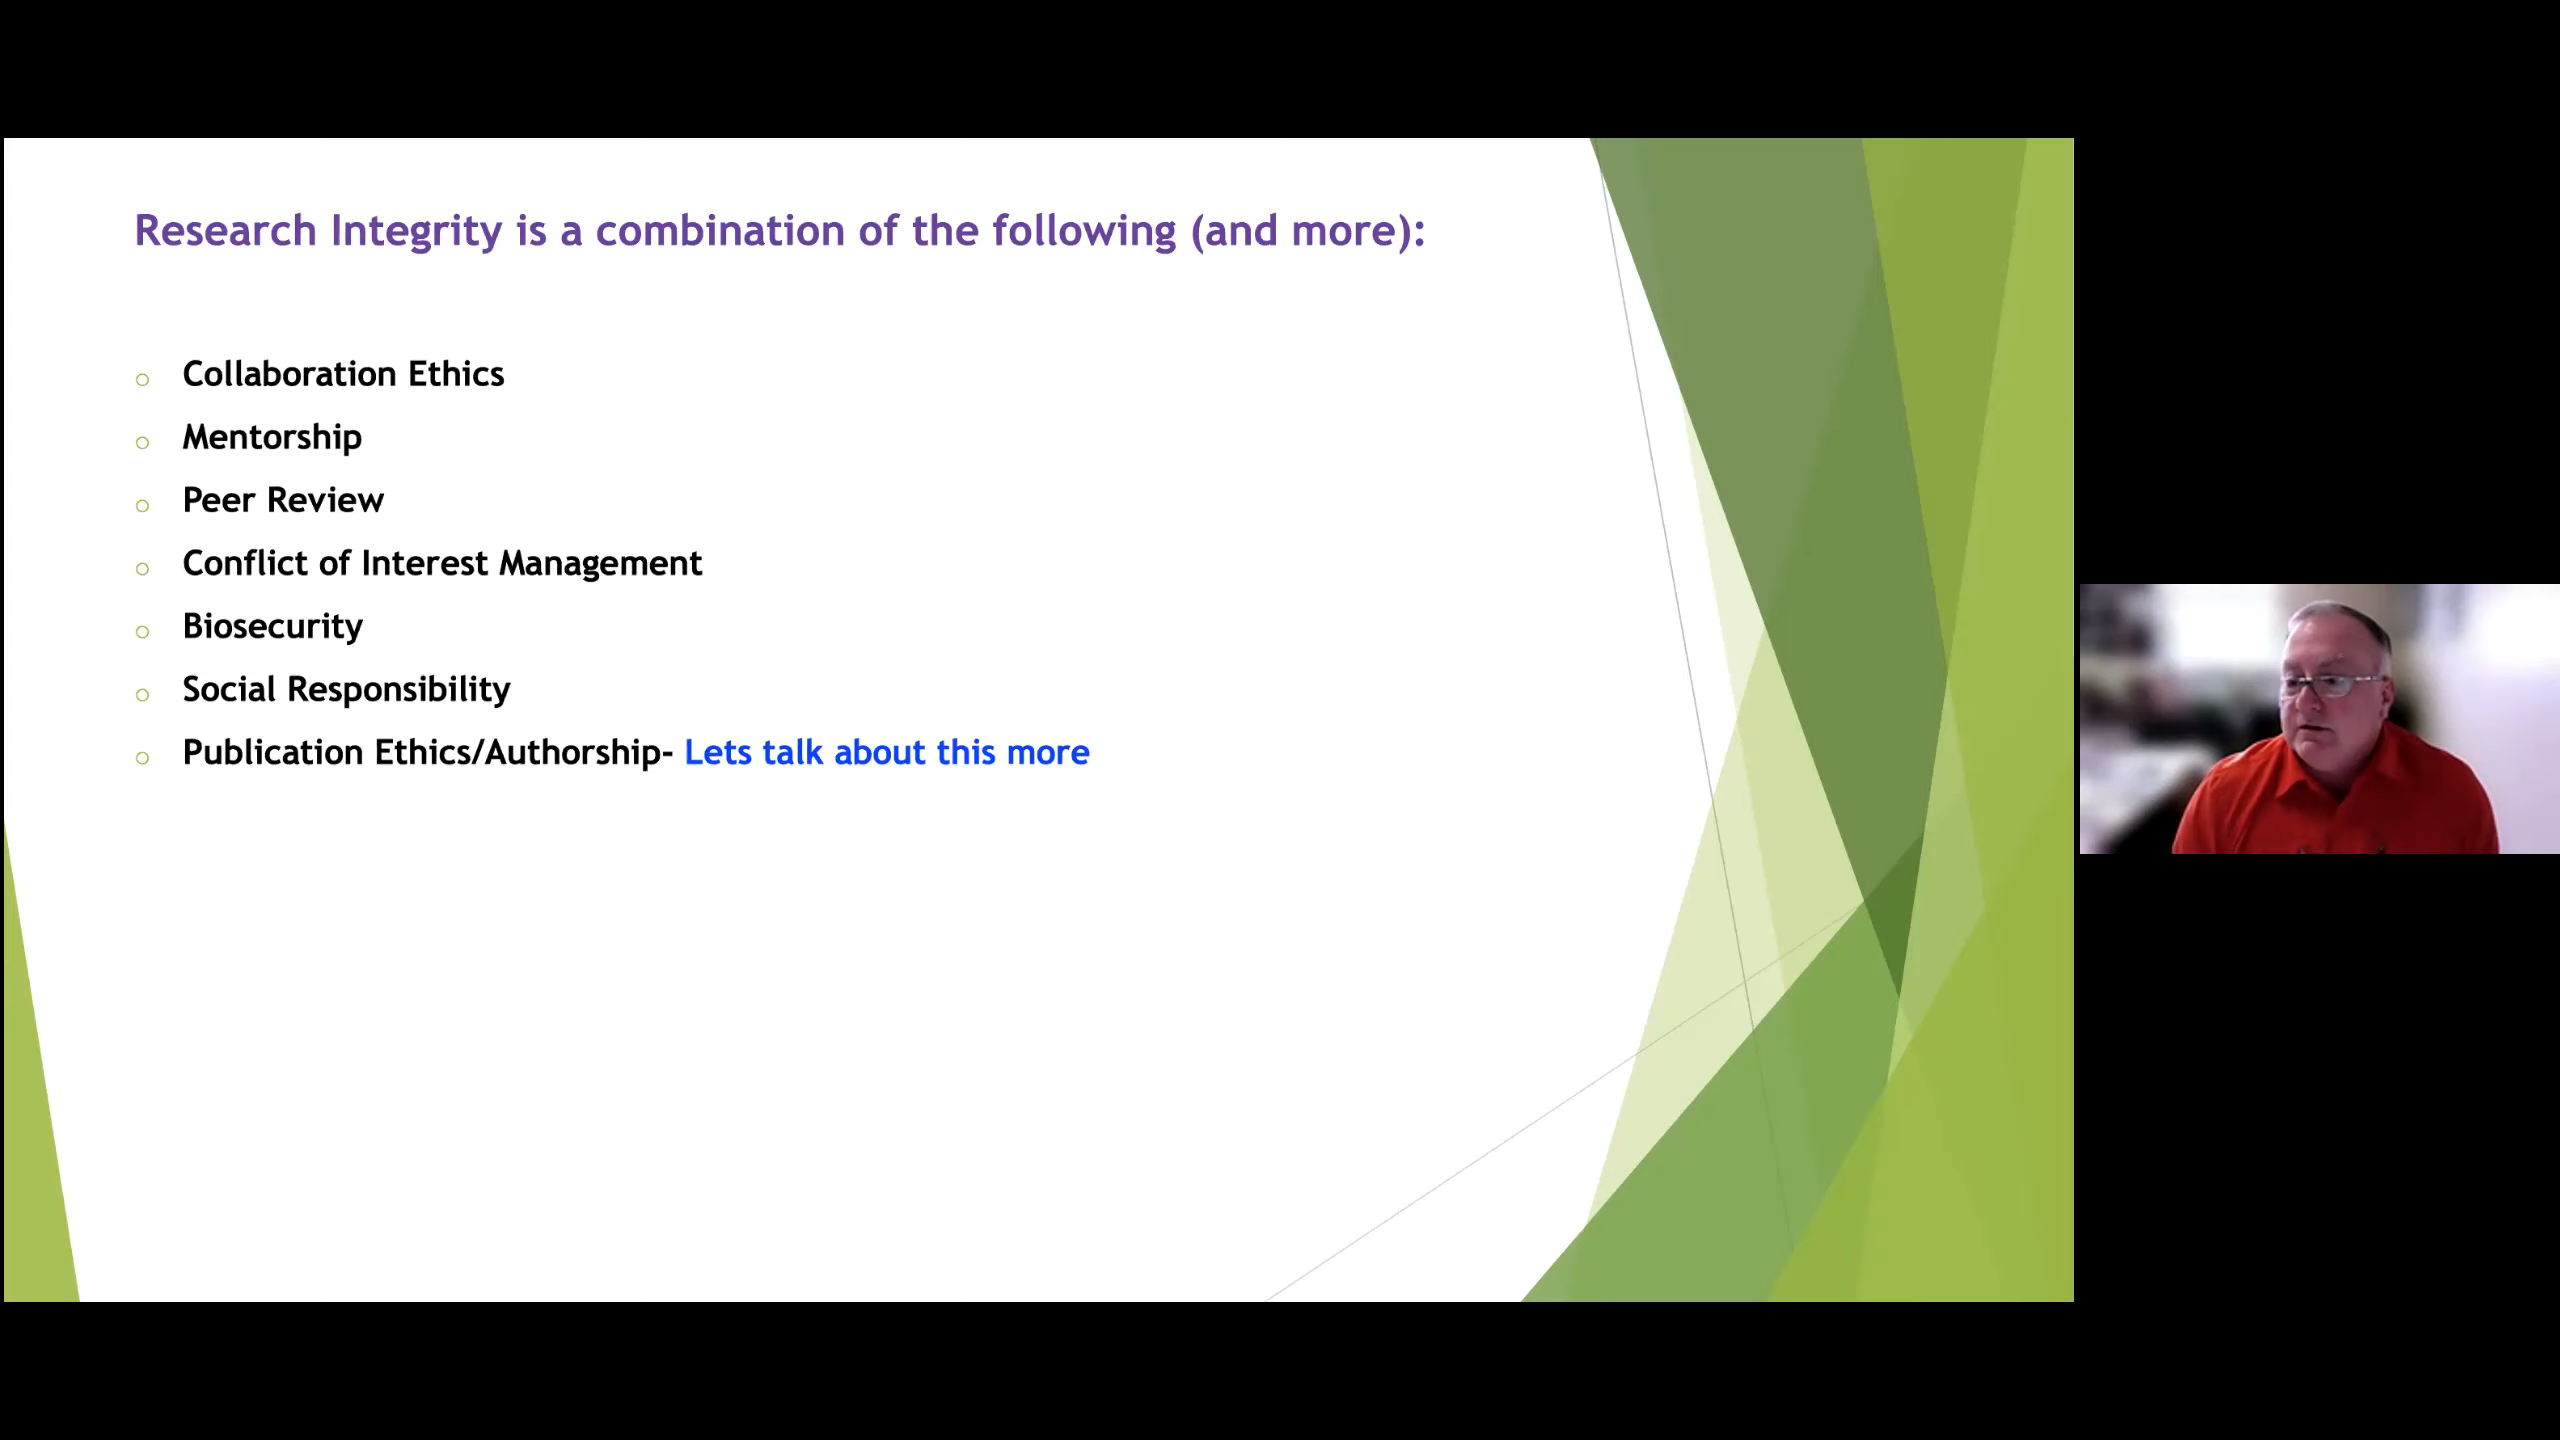 Research Integrity is a combination of the following (and more):
Collaboration Ethics
Mentorship
Peer Review
Conflict of Interest Management
Biosecurity
Social Responsibility
Publication Ethics/Authorship- Lets talk about this more